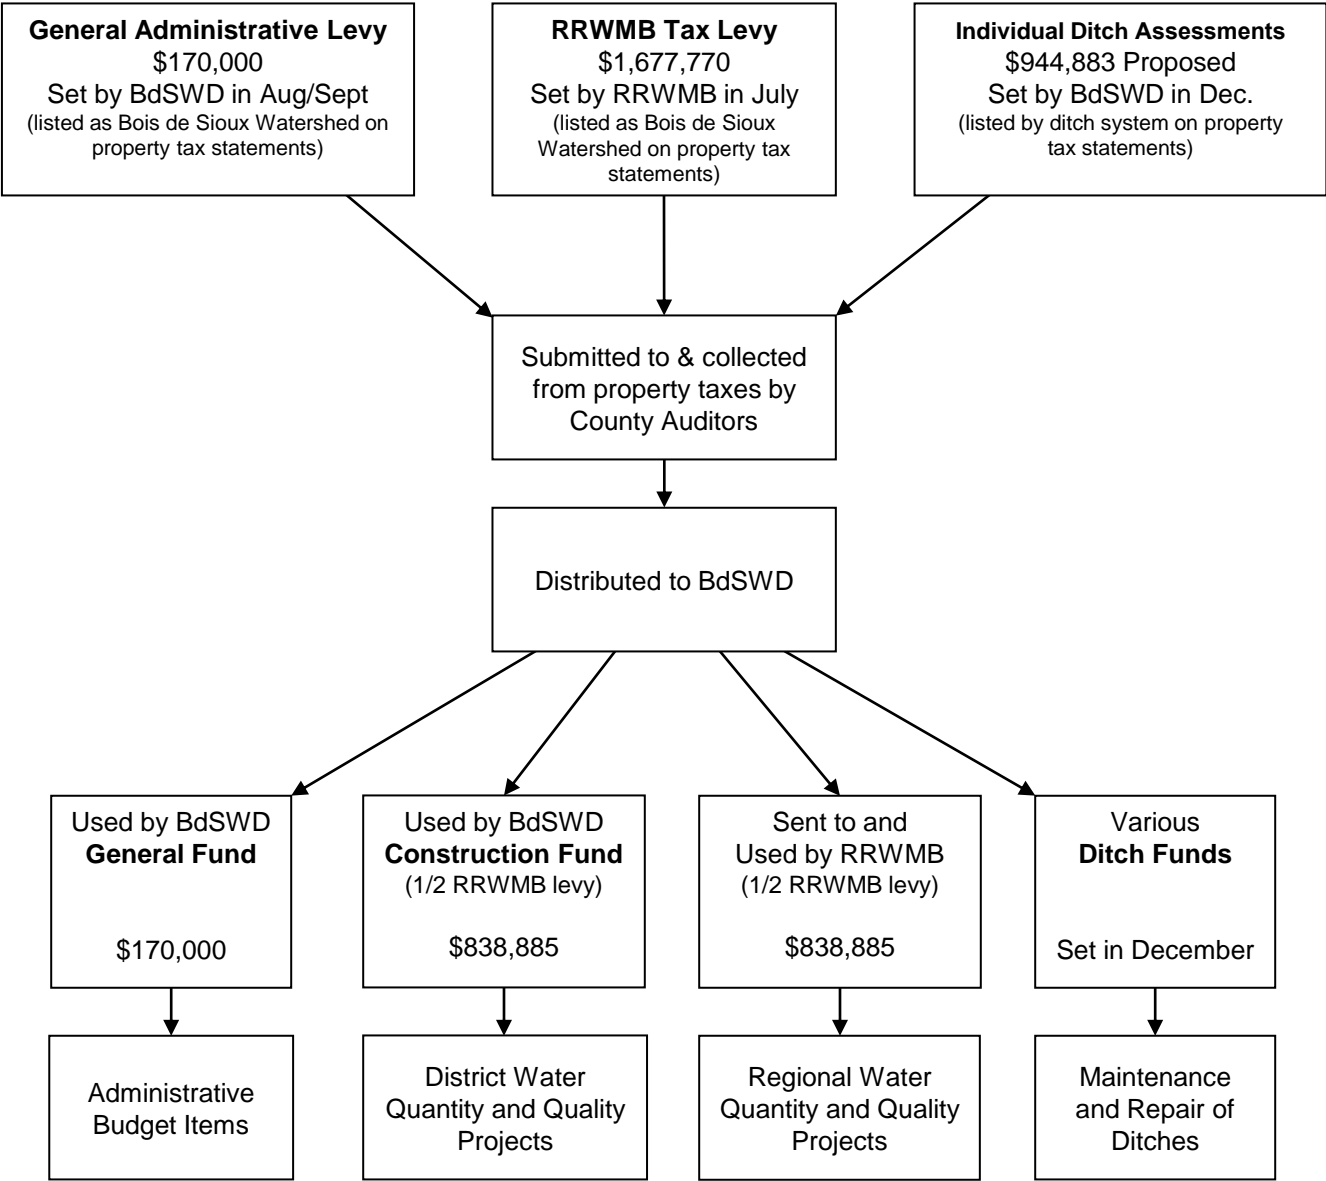 General Administrative Levy
$170,000
Set by BdSWD in Aug/Sept
(listed as Bois de Sioux Watershed on
property tax statements)
RRWMB Tax Levy
$1,677,770
Set by RRWMB in July
(listed as Bois de Sioux
Watershed on property tax
statements)
Individual Ditch Assessments
$944,883 Proposed
Set by BdSWD in Dec.
(listed by ditch system on property
tax statements)
Submitted to & collected
from property taxes by
County Auditors
Distributed to BdSWD
Used by BdSWD
General Fund
$170,000
Used by BdSWD
Construction Fund
(1/2 RRWMB levy)
$838,885
Sent to and
Used by RRWMB
(1/2 RRWMB levy)
$838,885
Various
Ditch Funds
Set in December
Administrative
Budget Items
District Water
Quantity and Quality
Projects
Regional Water
Quantity and Quality
Projects
Maintenance
and Repair of
Ditches